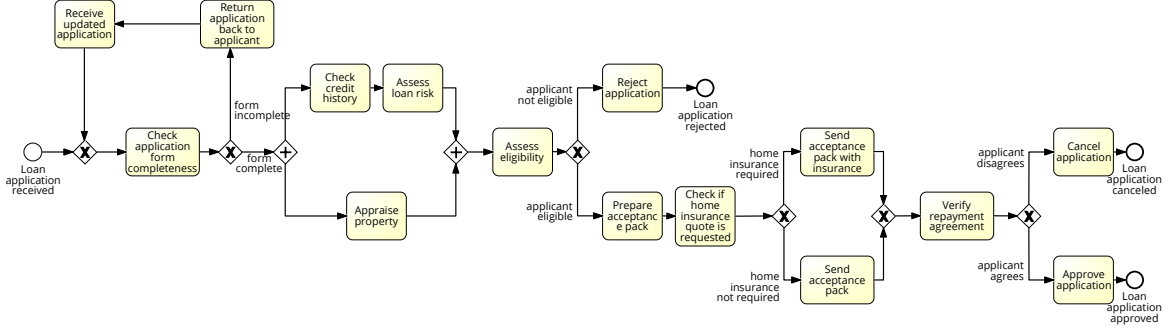 Receive
updated
application
Return
application
back to
applicant
form
incomplete
form
complete
Loan
application
received
Check
application
form
completeness
Check
credit
history
Assess
loan risk
Appraise
property
Assess
eligibility
applicant
not eligible
Reject
application
Loan
application
rejected
applicant
eligible
Prepare
acceptanc
e pack
Check if
home
insurance
quote is
requested
home
insurance
required
Send
acceptance
pack with
insurance
home
insurance
not required
Send
acceptance
pack
Verify
repayment
agreement
applicant
disagrees
Cancel
application
Loan
application
canceled
applicant
agrees
Approve
application
Loan
application
approved